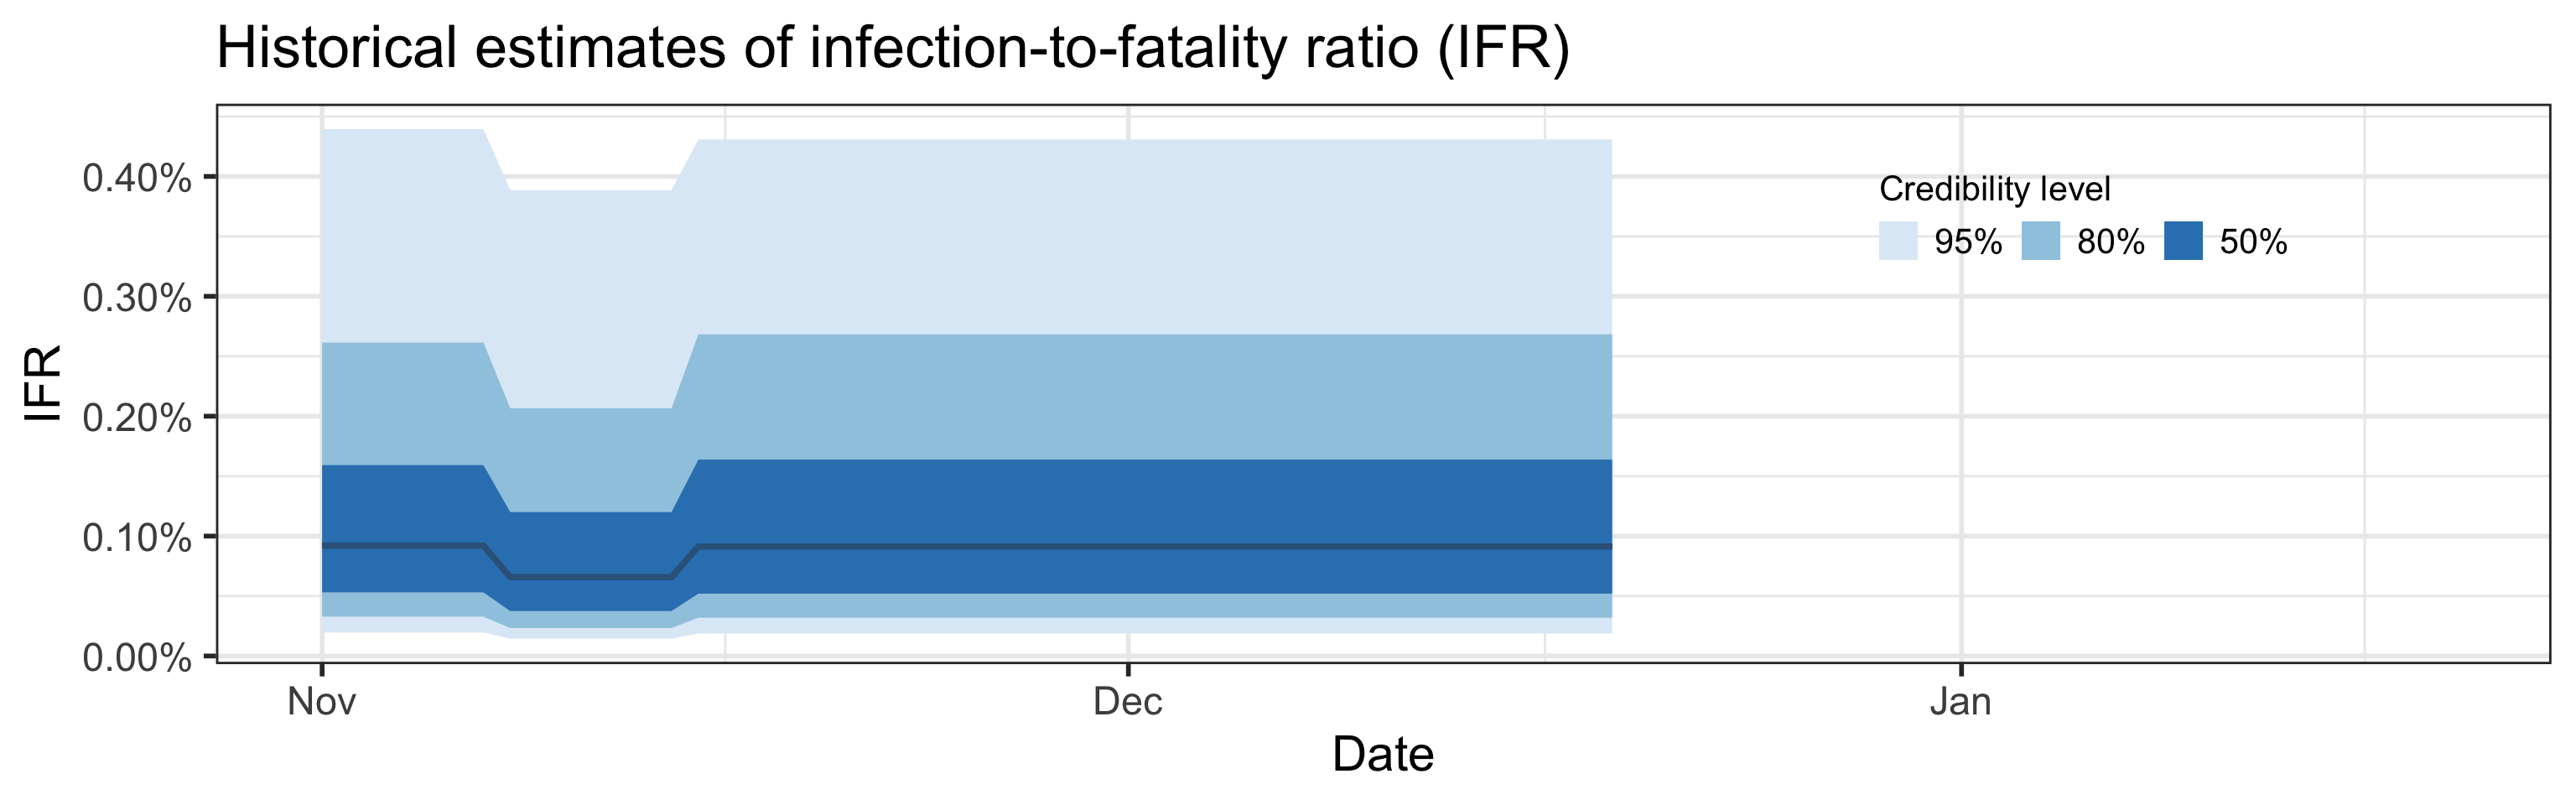 Historical estimates of infection-to-fatality ratio (IFR)
IFR
0.40%
0.30%
0.20%
0.10%
0.00%
Credibility level
95% 80% 50%
Nov Dec Jan
Date